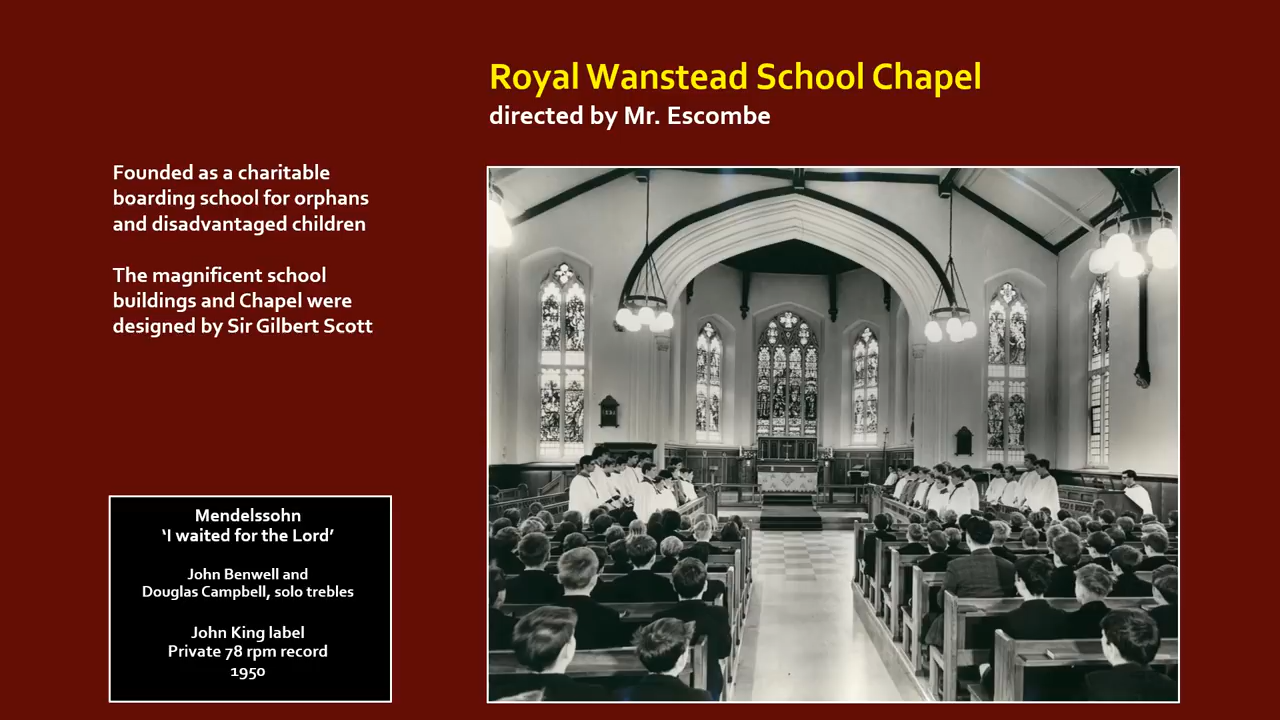 Royal Wanstead School Chapel
directed by Mr. Escombe
Founded as a charitable
boarding school for orphans
and disadvantaged children
The magnificent school
buildings and Chapel were
designed by Sir Gilbert Scott
Mendelssohn
‘I waited for the Lord’
John Benwell and
Douglas Campbell, solo trebles
John King label
Private 78 rpm record
1950